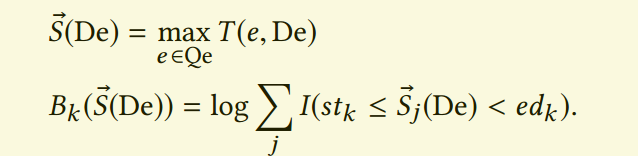 S⃗(De) = max_{e∈Qe} T(e, De)
B_k(S⃗(De)) = log ∑_j I(st_k ≤ S⃗_j(De) < ed_k).